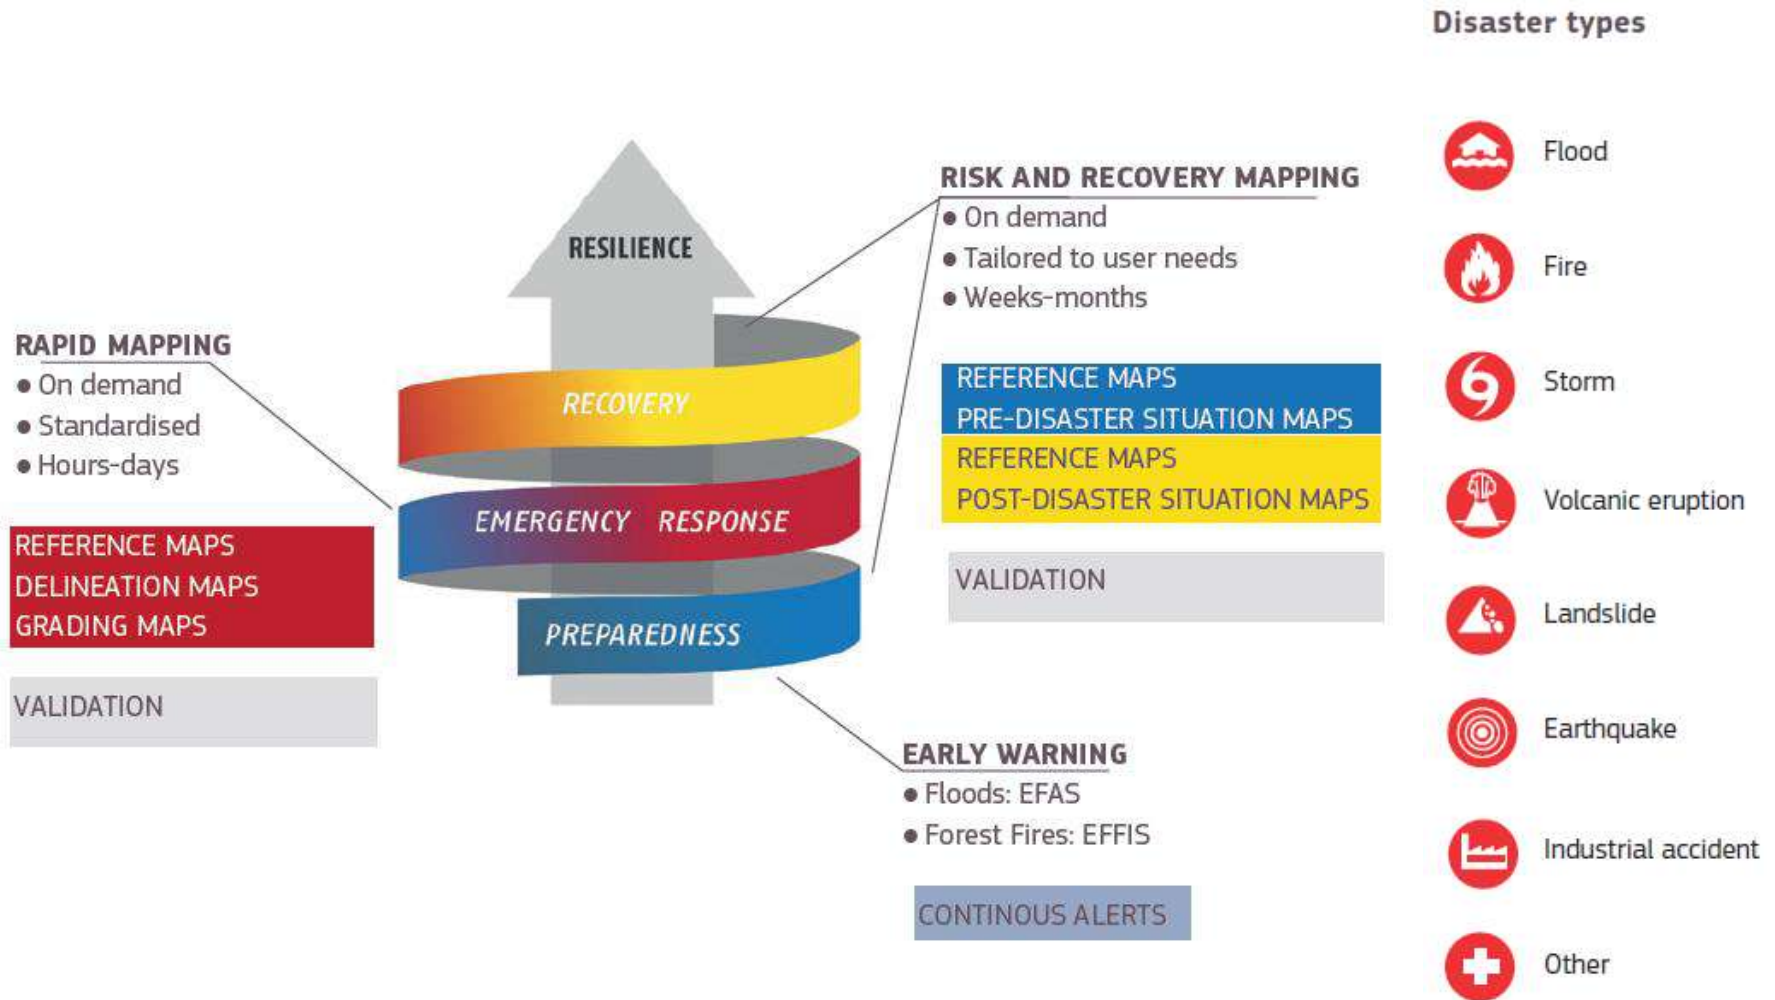 Disaster types
RISK AND RECOVERY MAPPING
● On demand
● Tailored to user needs
● Weeks-months
RESILIENCE
RAPID MAPPING
● On demand
● Standardised
● Hours-days
RECOVERY
EMERGENCY RESPONSE
PREPAREDNESS
REFERENCE MAPS
DELINEATION MAPS
GRADING MAPS
VALIDATION
REFERENCE MAPS
PRE-DISASTER SITUATION MAPS
REFERENCE MAPS
POST-DISASTER SITUATION MAPS
VALIDATION
EARLY WARNING
● Floods: EFAS
● Forest Fires: EFFIS
CONTINOUS ALERTS
Flood
Fire
Storm
Volcanic eruption
Landslide
Earthquake
Industrial accident
Other